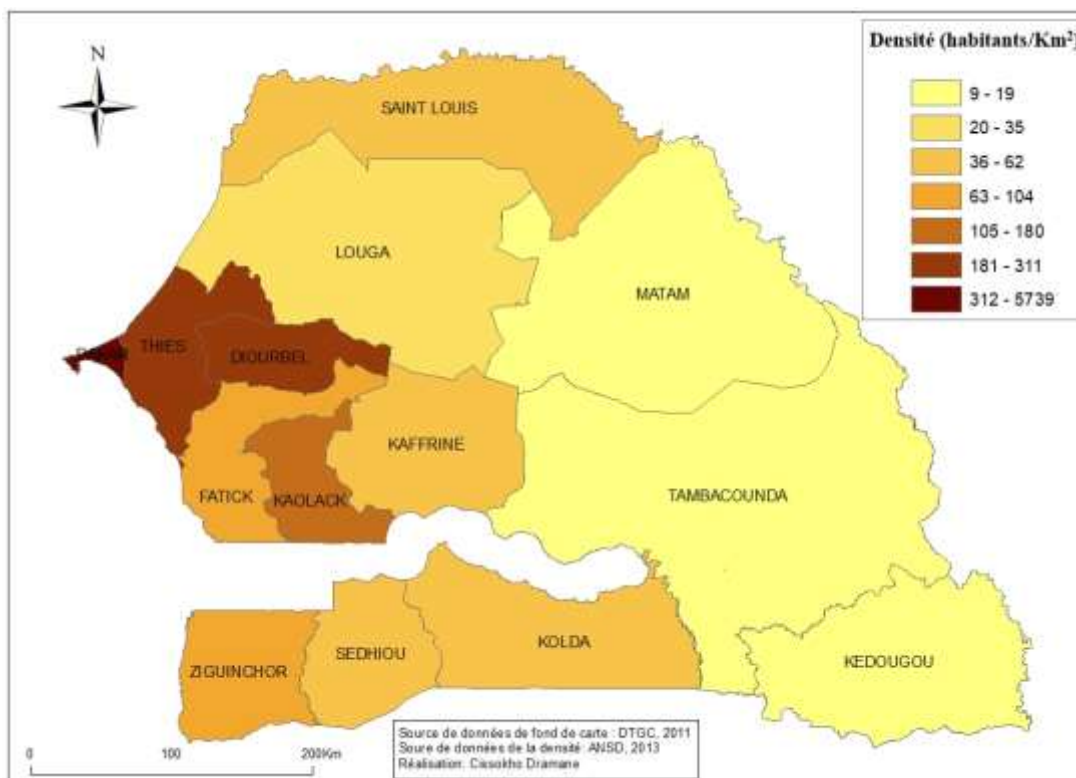 Densité (habitants/Km²)
9 - 19
20 - 35
36 - 62
63 - 104
105 - 180
181 - 311
312 - 5739
N
SAINT LOUIS
LOUGA
MATAM
DAKAR
THIES
DIOURBEL
KAFFRINE
FATICK
KAOLACK
TAMBACOUNDA
ZIGUINCHOR
SEDHIOU
KOLDA
KEDOUGOU
0 100 200Km
Source de données de fond de carte : DTGC, 2011
Soure de données de la densité: ANSD, 2013
Réalisation: Cissokho Dramane